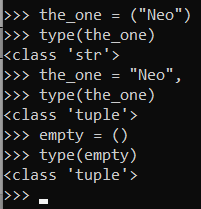 >>> the_one = ("Neo")
>>> type(the_one)
<class 'str'>
>>> the_one = "Neo",
>>> type(the_one)
<class 'tuple'>
>>> empty = ()
>>> type(empty)
<class 'tuple'>
>>>